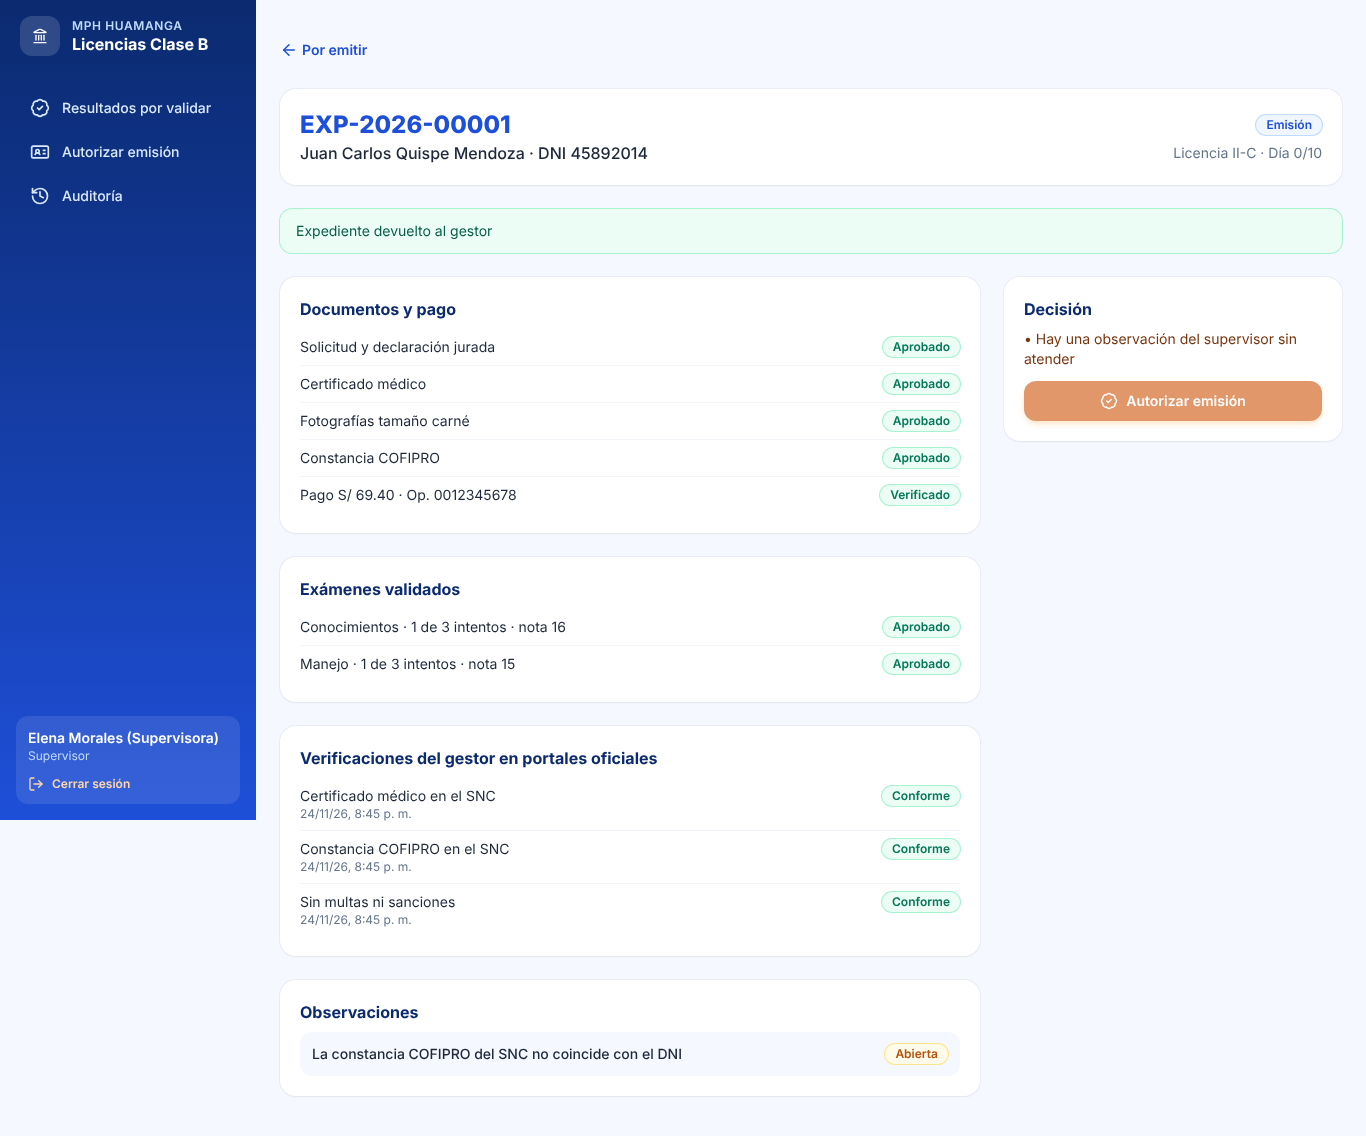 MPH HUAMANGA
Licencias Clase B
Resultados por validar
Autorizar emisión
Auditoría
Elena Morales (Supervisora)
Supervisor
Cerrar sesión
Por emitir
EXP-2026-00001
Emisión
Juan Carlos Quispe Mendoza · DNI 45892014
Licencia II-C · Día 0/10
Expediente devuelto al gestor
Documentos y pago
Solicitud y declaración jurada
Aprobado
Certificado médico
Aprobado
Fotografías tamaño carné
Aprobado
Constancia COFIPRO
Aprobado
Pago S/ 69.40 · Op. 0012345678
Verificado
Decisión
• Hay una observación del supervisor sin
atender
Autorizar emisión
Exámenes validados
Conocimientos · 1 de 3 intentos · nota 16
Aprobado
Manejo · 1 de 3 intentos · nota 15
Aprobado
Verificaciones del gestor en portales oficiales
Certificado médico en el SNC
Conforme
24/11/26, 8:45 p. m.
Constancia COFIPRO en el SNC
Conforme
24/11/26, 8:45 p. m.
Sin multas ni sanciones
Conforme
24/11/26, 8:45 p. m.
Observaciones
La constancia COFIPRO del SNC no coincide con el DNI
Abierta